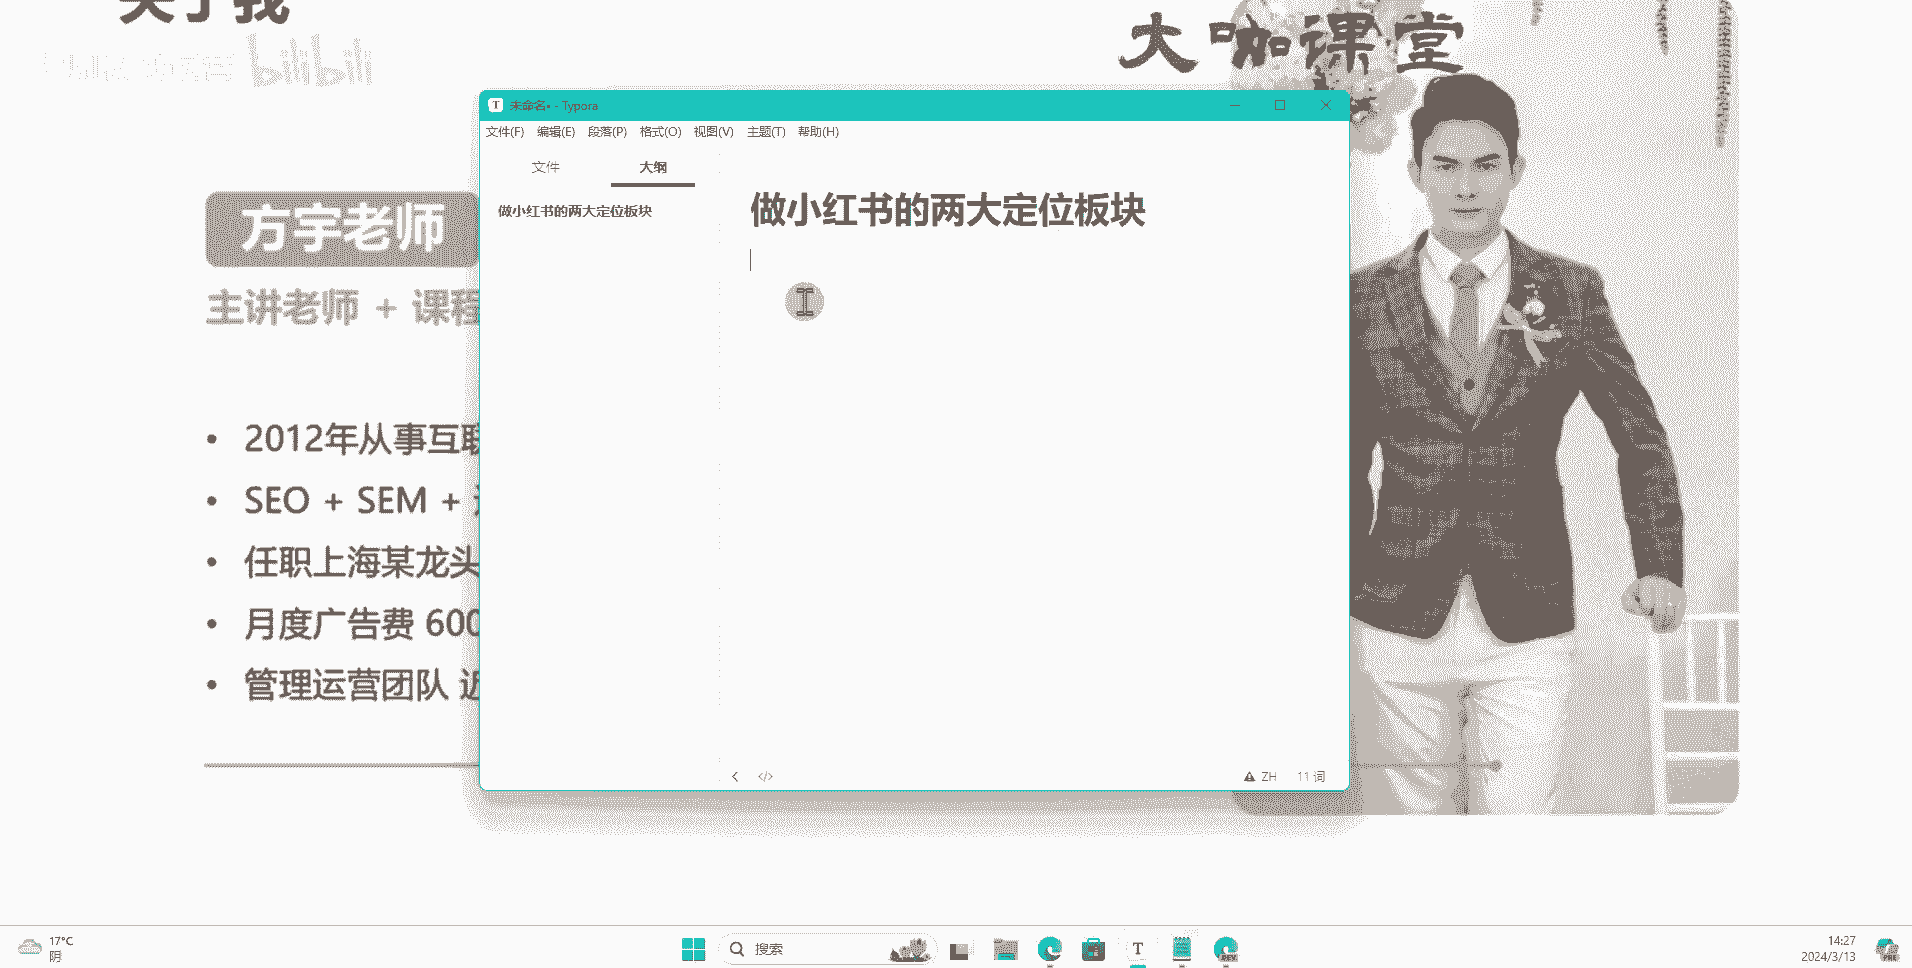 关于我
bilibili
大咖课堂
方宇老师
主讲老师 + 课程
2012年从事互联
SEO + SEM +
任职上海某龙头
月度广告费 600
管理运营团队 近
未命名• - Typora
文件(F) 编辑(E) 段落(P) 格式(O) 视图(V) 主题(T) 帮助(H)
文件 大纲
做小红书的两大定位板块
做小红书的两大定位板块
</> ZH 11 词
17°C
阴
搜索
T
DEV
14:27
2024/3/13
PRE